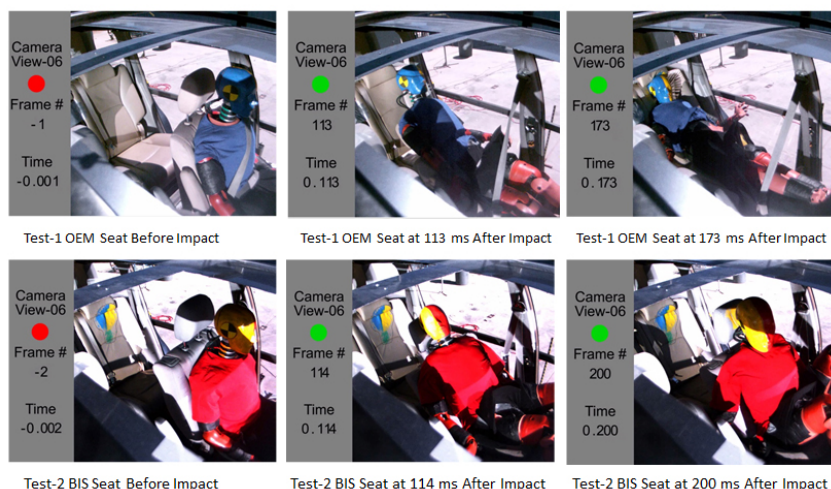 Camera
View-06
Frame #
-1
Time
-0.001
Camera
View-06
Frame #
113
Time
0.113
Camera
View-06
Frame #
173
Time
0.173
Test-1 OEM Seat Before Impact
Test-1 OEM Seat at 113 ms After Impact
Test-1 OEM Seat at 173 ms After Impact
Camera
View-06
Frame #
-2
Time
-0.002
Camera
View-06
Frame #
114
Time
0.114
Camera
View-06
Frame #
200
Time
0.200
Test-2 BIS Seat Before Impact
Test-2 BIS Seat at 114 ms After Impact
Test-2 BIS Seat at 200 ms After Impact